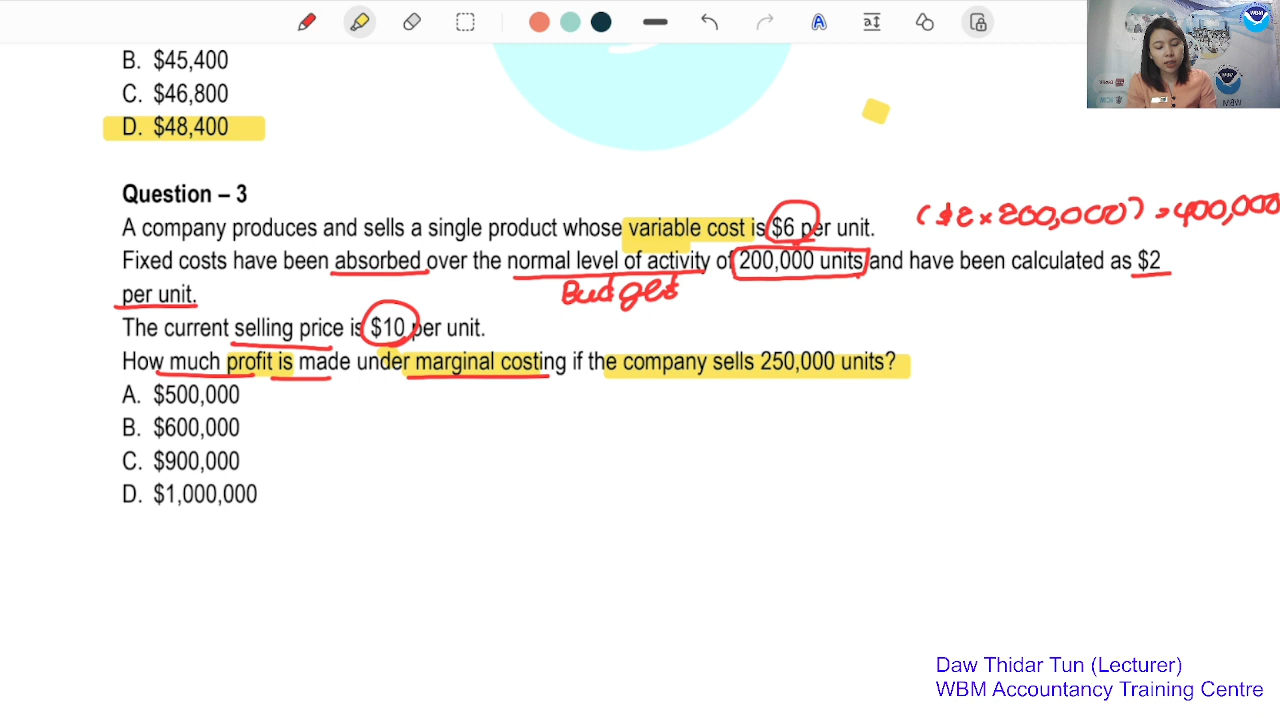 B. $45,400
C. $46,800
D. $48,400
Question – 3
A company produces and sells a single product whose variable cost is $6 per unit.
($2 × 200,000) = 400,000
Fixed costs have been absorbed over the normal level of activity of 200,000 units and have been calculated as $2
per unit.
Budget
The current selling price is $10 per unit.
How much profit is made under marginal costing if the company sells 250,000 units?
A. $500,000
B. $600,000
C. $900,000
D. $1,000,000
Daw Thidar Tun (Lecturer)
WBM Accountancy Training Centre